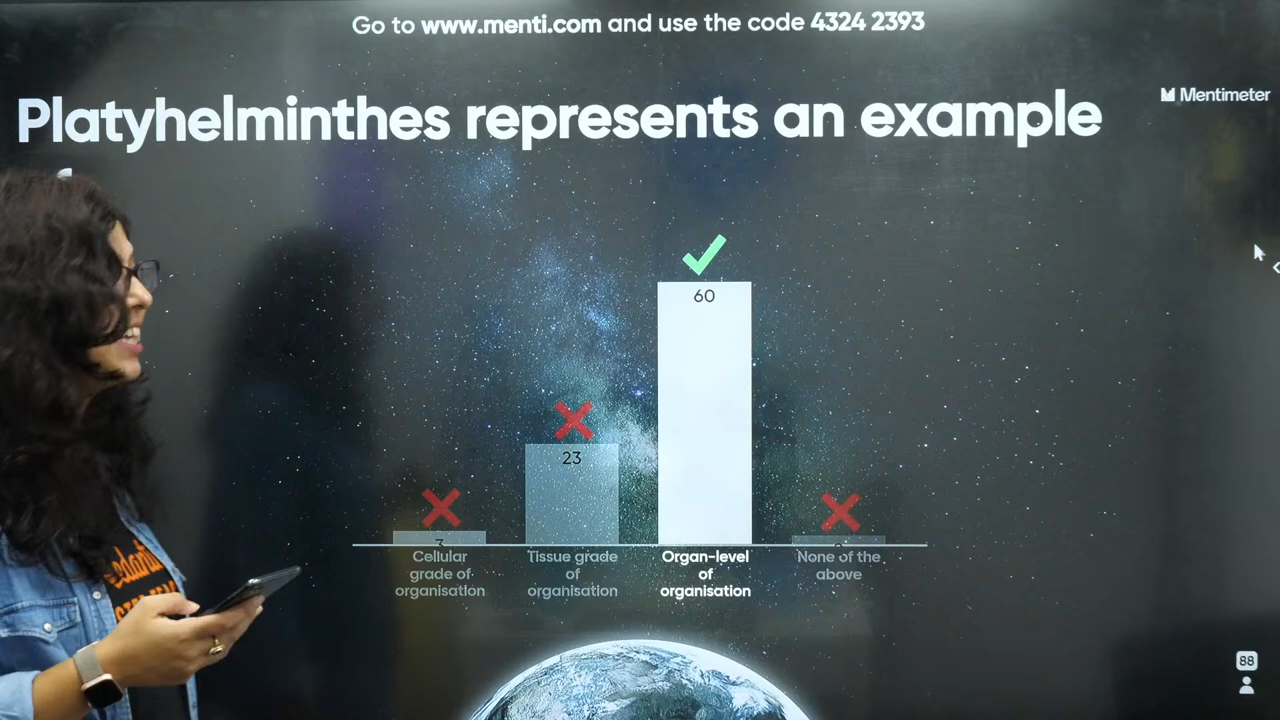 Go to www.menti.com and use the code 4324 2393
Mentimeter
Platyhelminthes represents an example
60
23
3
Cellular
grade of
organisation
Tissue grade
of
organisation
Organ-level
of
organisation
None of the
above
88